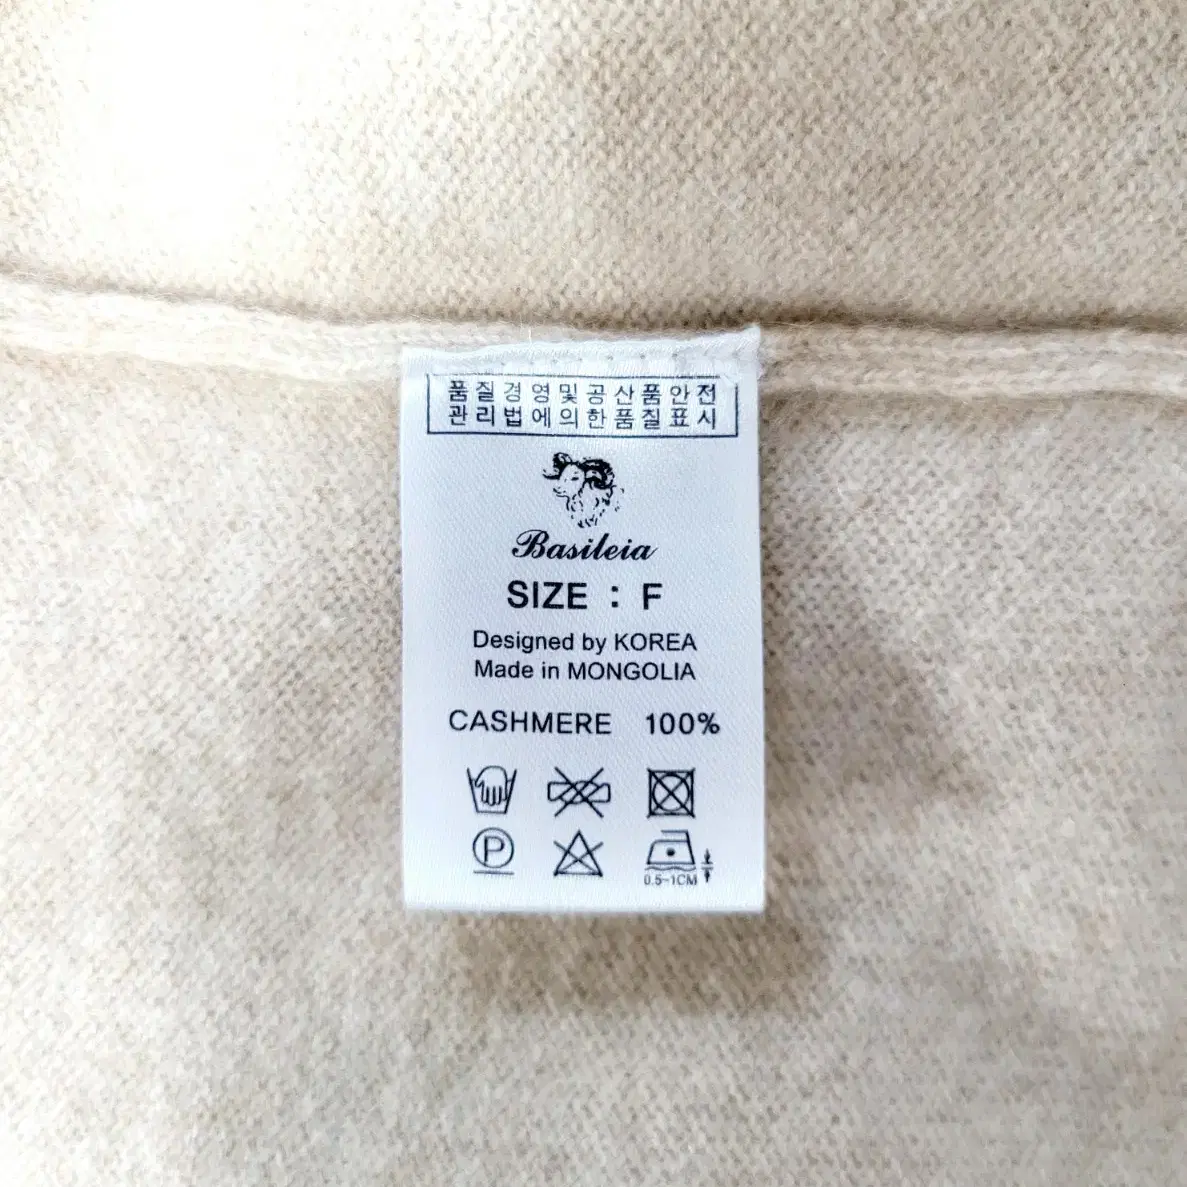 품질경영및공산품안전
관리법에의한품질표시
Basileia
SIZE : F
Designed by KOREA
Made in MONGOLIA
CASHMERE 100%
P
0.5~1CM